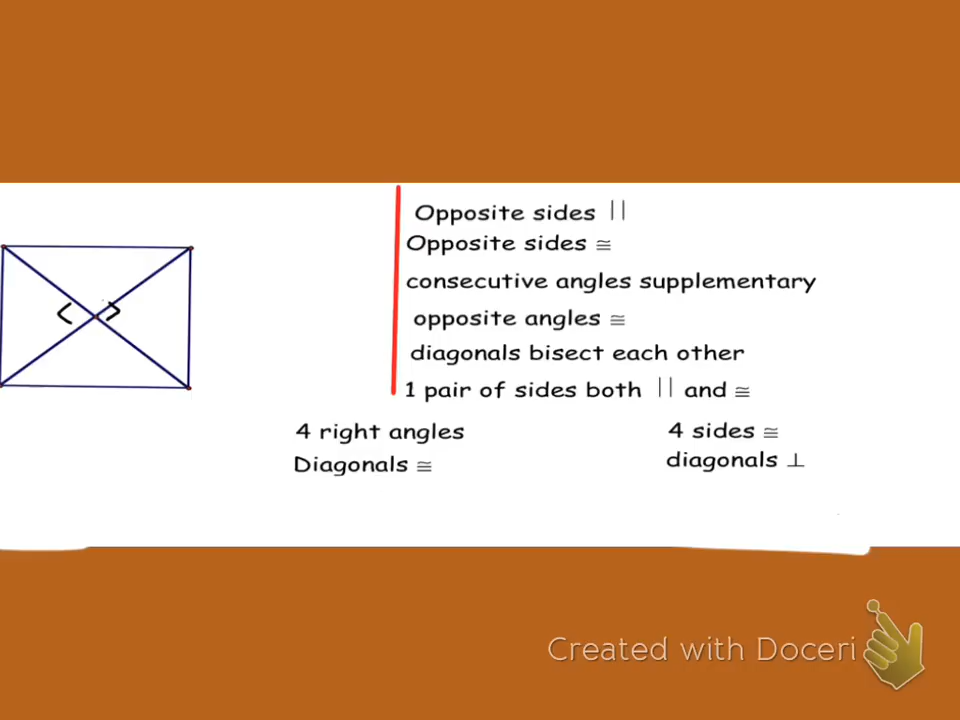 Opposite sides ||
Opposite sides ≅
consecutive angles supplementary
opposite angles ≅
diagonals bisect each other
1 pair of sides both || and ≅
4 right angles
Diagonals ≅
4 sides ≅
diagonals ⊥
Created with Doceri